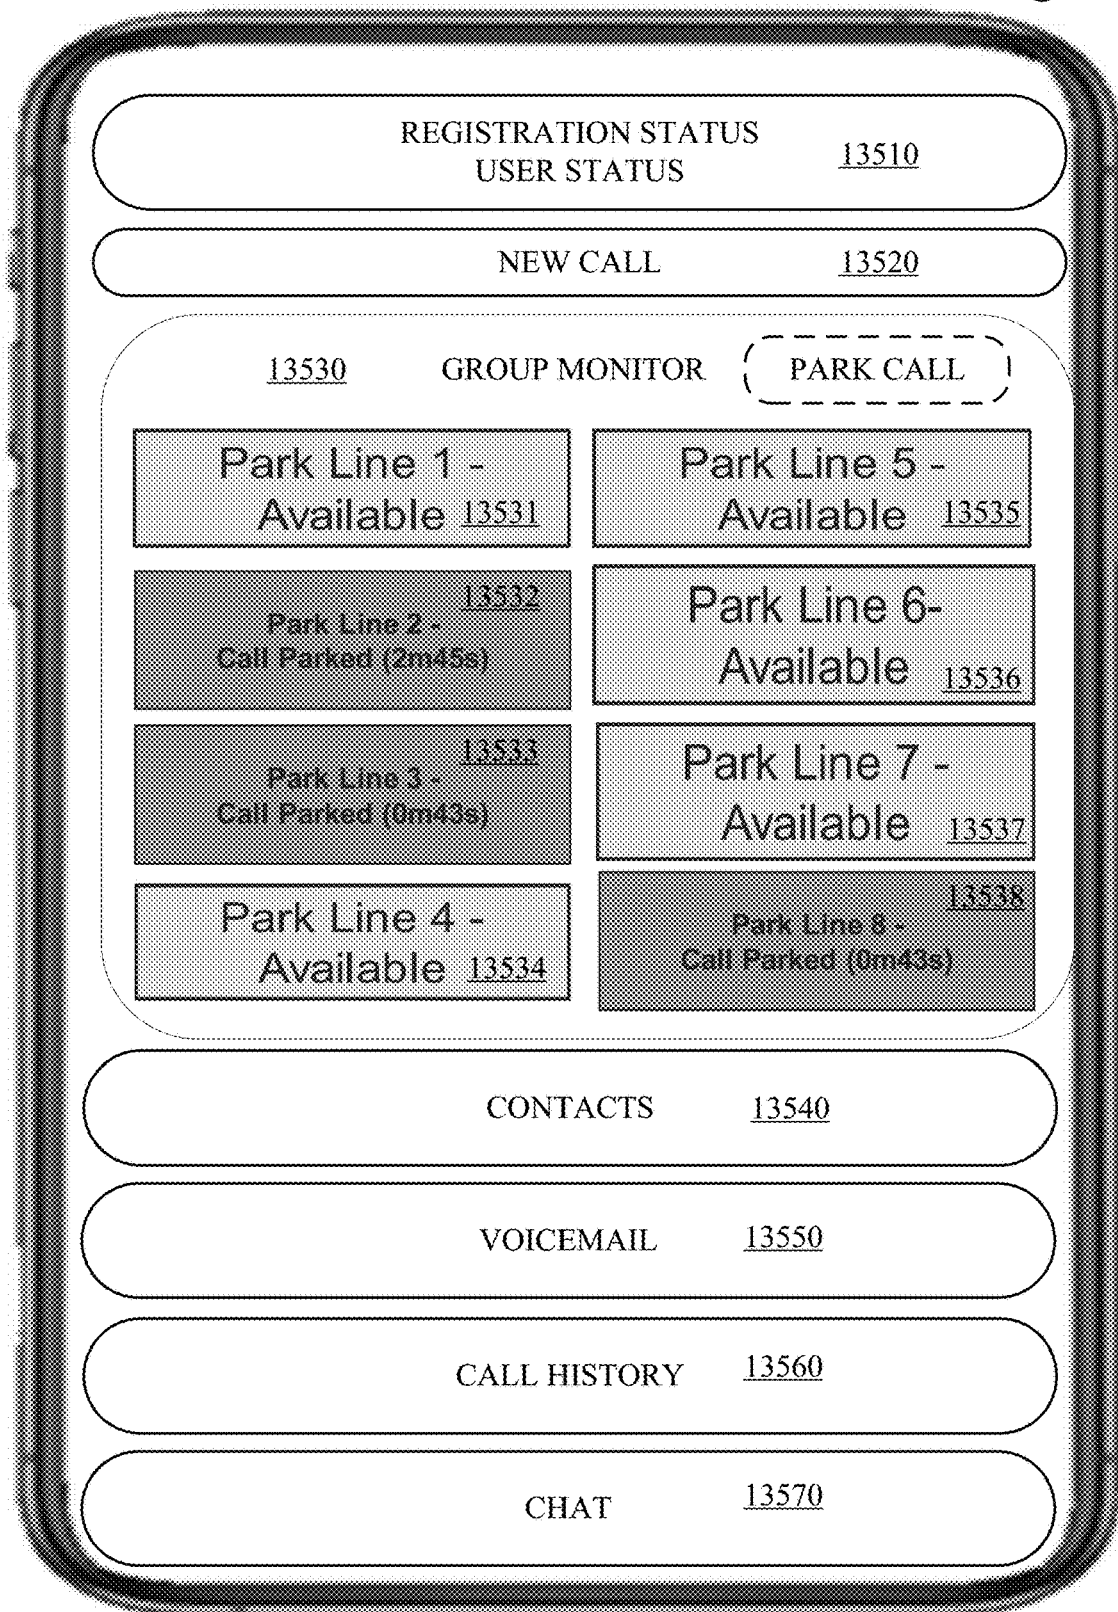 REGISTRATION STATUS
USER STATUS 13510
NEW CALL 13520
13530 GROUP MONITOR PARK CALL
Park Line 1 -
Available 13531
13532
Park Line 2 -
Call Parked (2m45s)
13533
Park Line 3 -
Call Parked (0m43s)
Park Line 4 -
Available 13534
Park Line 5 -
Available 13535
Park Line 6-
Available 13536
Park Line 7 -
Available 13537
13538
Park Line 8 -
Call Parked (0m43s)
CONTACTS 13540
VOICEMAIL 13550
CALL HISTORY 13560
CHAT 13570